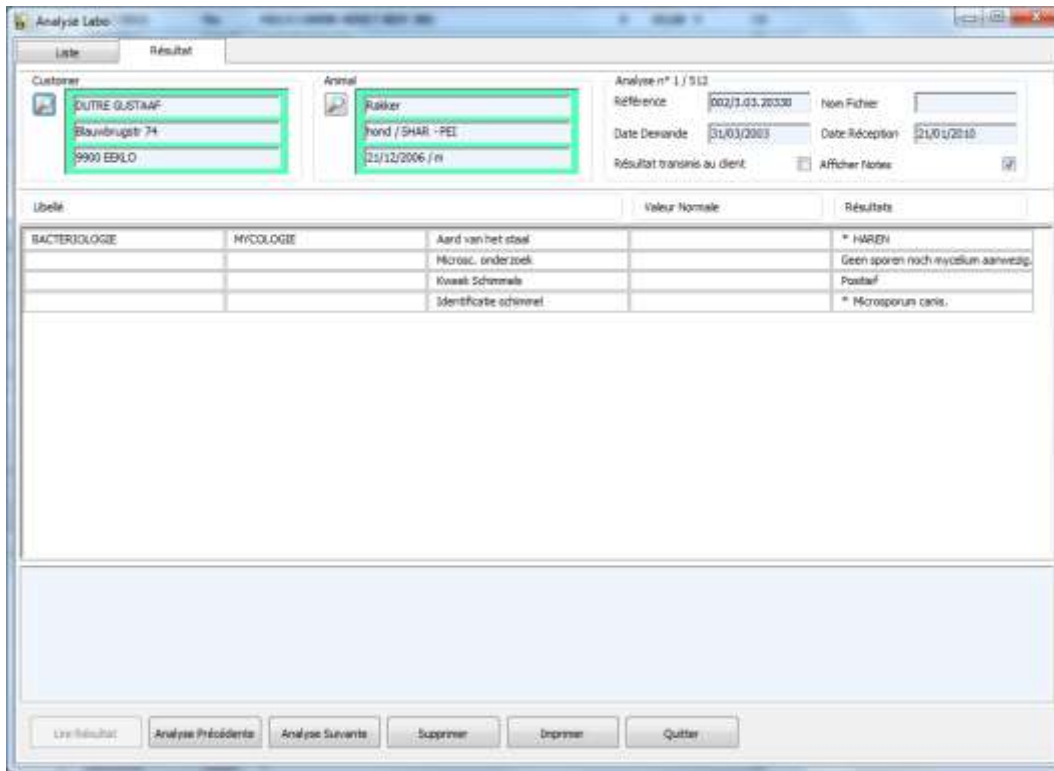 Analyse Labo
Liste Résultat
Customer Animal Analyse n° 1 / 512
DUTRE GUSTAAF Rakker Référence 002/3.03.20330 Nom Fichier
Blauwbrugstr 74 hond / SHAR -PEI Date Demande 31/03/2003 Date Réception 21/01/2010
9900 EEKLO 21/12/2006 / m Résultat transmis au client Afficher Notes
Libellé Valeur Normale Résultats
BACTERIOLOGIE MYCOLOGIE Aard van het staal * HAREN
Microsc. onderzoek Geen sporen noch mycelium aanwezig.
Kweek Schimmels Positief
Identificatie schimmel * Microsporum canis.
Lire Résultat Analyse Précédente Analyse Suivante Supprimer Imprimer Quitter